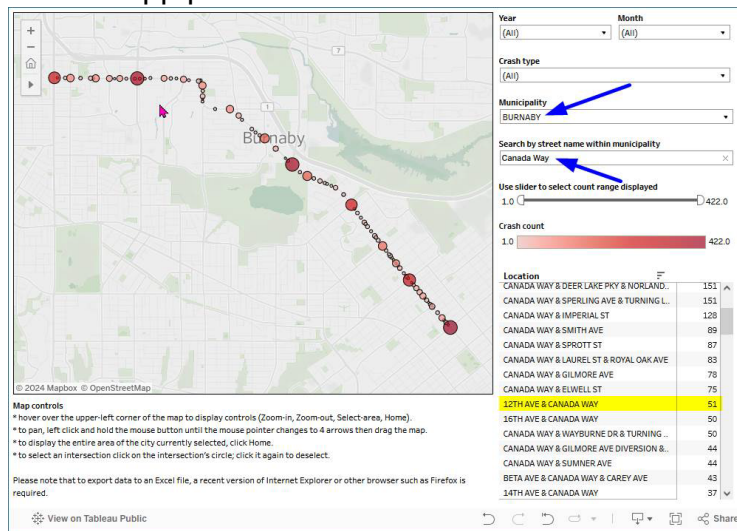 Year
Month
(All)
(All)
Crash type
(All)
Municipality
BURNABY
Search by street name within municipality
Canada Way
Use slider to select count range displayed
1.0
422.0
Crash count
1.0
422.0
Location
CANADA WAY & DEER LAKE PKY & NORLAND.. 151
CANADA WAY & SPERLING AVE & TURNING L.. 151
CANADA WAY & IMPERIAL ST 128
CANADA WAY & SMITH AVE 89
CANADA WAY & SPROTT ST 87
CANADA WAY & LAUREL ST & ROYAL OAK AVE 83
CANADA WAY & GILMORE AVE 78
CANADA WAY & ELWELL ST 75
12TH AVE & CANADA WAY 51
16TH AVE & CANADA WAY 50
CANADA WAY & WAYBURNE DR & TURNING .. 50
CANADA WAY & GILMORE AVE DIVERSION &.. 44
CANADA WAY & SUMNER AVE 44
BETA AVE & CANADA WAY & CAREY AVE 43
14TH AVE & CANADA WAY 37
7
1
Burnaby
© 2024 Mapbox © OpenStreetMap
Map controls
* hover over the upper-left corner of the map to display controls (Zoom-in, Zoom-out, Select-area, Home).
* to pan, left click and hold the mouse button until the mouse pointer changes to 4 arrows then drag the map.
* to display the entire area of the city currently selected, click Home.
* to select an intersection click on the intersection's circle; click it again to deselect.
Please note that to export data to an Excel file, a recent version of Internet Explorer or other browser such as Firefox is
required.
View on Tableau Public
Share